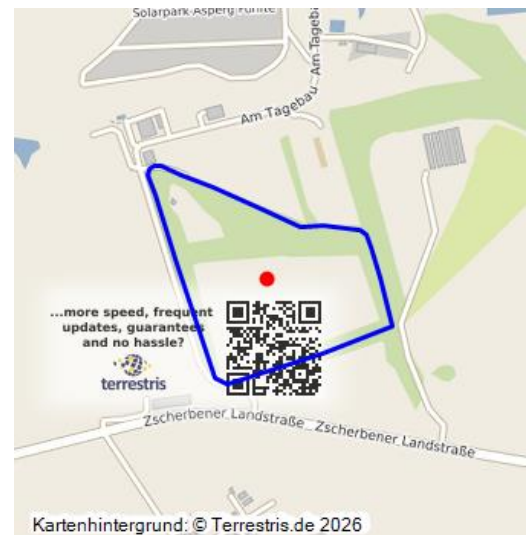 Solarpark Asperg Fünfte
Am Tagebau
Am Tagebau
...more speed, frequent
updates, guarantees
and no hassle?
terrestris
Zscherbener Landstraße
Zscherbener Landstraße
Kartenhintergrund: © Terrestris.de 2026